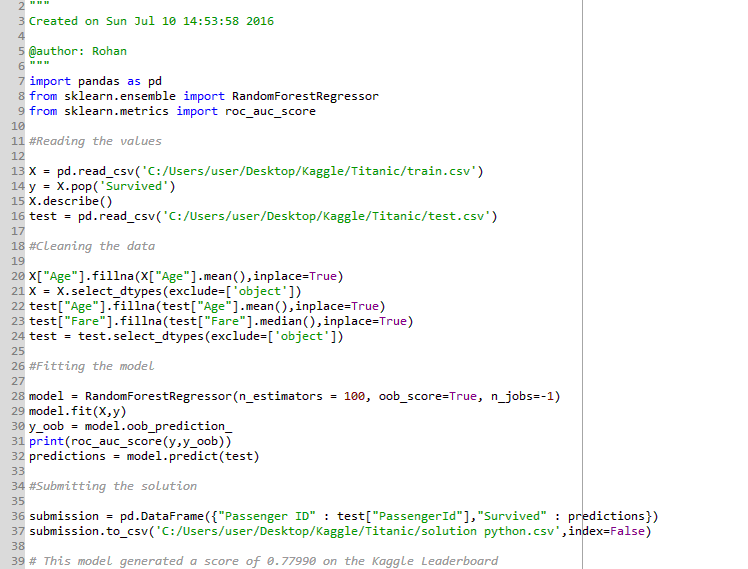 2 """
3 Created on Sun Jul 10 14:53:58 2016
4
5 @author: Rohan
6 """
7 import pandas as pd
8 from sklearn.ensemble import RandomForestRegressor
9 from sklearn.metrics import roc_auc_score
10
11 #Reading the values
12
13 X = pd.read_csv('C:/Users/user/Desktop/Kaggle/Titanic/train.csv')
14 y = X.pop('Survived')
15 X.describe()
16 test = pd.read_csv('C:/Users/user/Desktop/Kaggle/Titanic/test.csv')
17
18 #Cleaning the data
19
20 X["Age"].fillna(X["Age"].mean(),inplace=True)
21 X = X.select_dtypes(exclude=['object'])
22 test["Age"].fillna(test["Age"].mean(),inplace=True)
23 test["Fare"].fillna(test["Fare"].median(),inplace=True)
24 test = test.select_dtypes(exclude=['object'])
25
26 #Fitting the model
27
28 model = RandomForestRegressor(n_estimators = 100, oob_score=True, n_jobs=-1)
29 model.fit(X,y)
30 y_oob = model.oob_prediction_
31 print(roc_auc_score(y,y_oob))
32 predictions = model.predict(test)
33
34 #Submitting the solution
35
36 submission = pd.DataFrame({"Passenger ID" : test["PassengerId"],"Survived" : predictions})
37 submission.to_csv('C:/Users/user/Desktop/Kaggle/Titanic/solution python.csv',index=False)
38
39 # This model generated a score of 0.77990 on the Kaggle Leaderboard